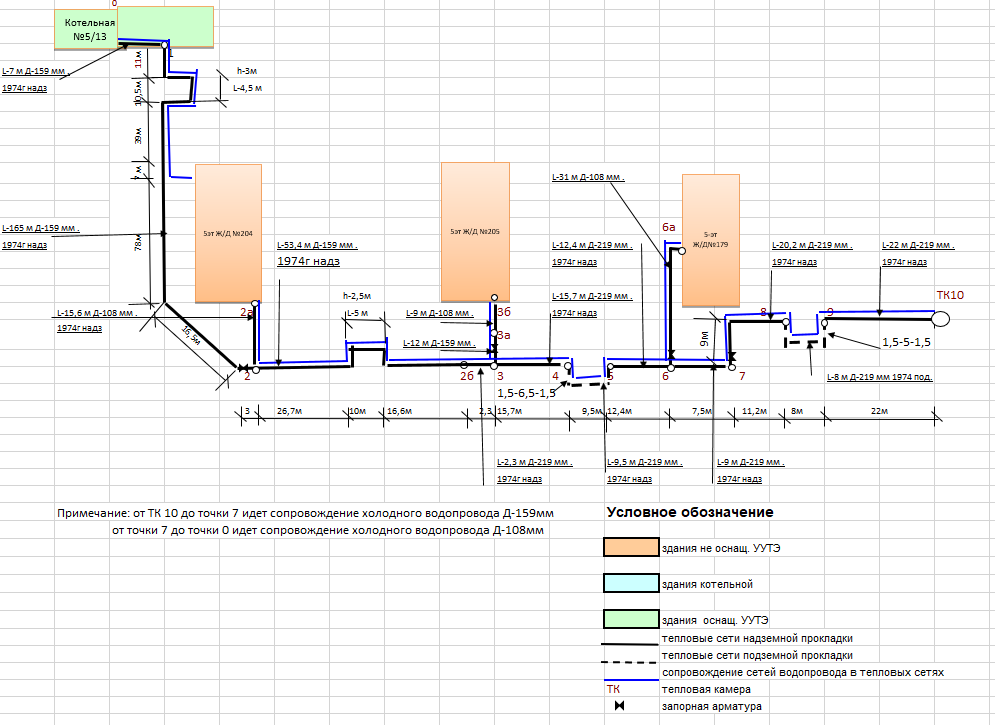 0
Котельная
№5/13
1
11м
L-7 м Д-159 мм .
1974г надз
10,5м
h-3м
L-4,5 м
39м
7 м
L-165 м Д-159 мм .
1974г надз
78м
5эт Ж/Д №204
5эт Ж/Д №205
5-эт
Ж/Д№179
L-31 м Д-108 мм .
6а
L-53,4 м Д-159 мм .
1974г надз
L-12,4 м Д-219 мм .
1974г надз
L-20,2 м Д-219 мм .
1974г надз
L-22 м Д-219 мм .
1974г надз
ТК10
h-2,5м
L-5 м
L-15,7 м Д-219 мм .
1974г надз
L-15,6 м Д-108 мм .
1974г надз
2а
L-9 м Д-108 мм .
3б
8
9
16,5м
3а
L-12 м Д-159 мм .
9м
1,5-5-1,5
2
2б
3
4
5
6
7
L-8 м Д-219 мм 1974 под.
1,5-6,5-1,5
3
26,7м
10м
16,6м
2,3
15,7м
9,5м
12,4м
7,5м
11,2м
8м
22м
L-2,3 м Д-219 мм .
1974г надз
L-9,5 м Д-219 мм .
1974г надз
L-9 м Д-219 мм .
1974г надз
Примечание: от ТК 10 до точки 7 идет сопровождение холодного водопровода Д-159мм
от точки 7 до точки 0 идет сопровождение холодного водопровода Д-108мм
Условное обозначение
здания не оснащ. УУТЭ
здания котельной
здания оснащ. УУТЭ
тепловые сети надземной прокладки
тепловые сети подземной прокладки
сопровождение сетей водопровода в тепловых сетях
ТК тепловая камера
запорная арматура